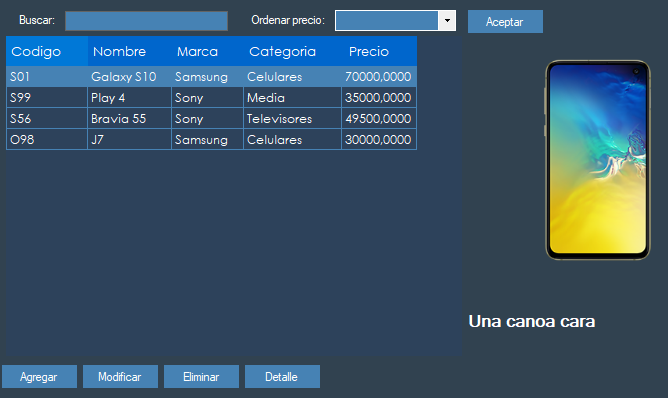 Buscar: Ordenar precio: Aceptar
Codigo Nombre Marca Categoria Precio
S01 Galaxy S10 Samsung Celulares 70000,0000
S99 Play 4 Sony Media 35000,0000
S56 Bravia 55 Sony Televisores 49500,0000
O98 J7 Samsung Celulares 30000,0000
Una canoa cara
Agregar Modificar Eliminar Detalle